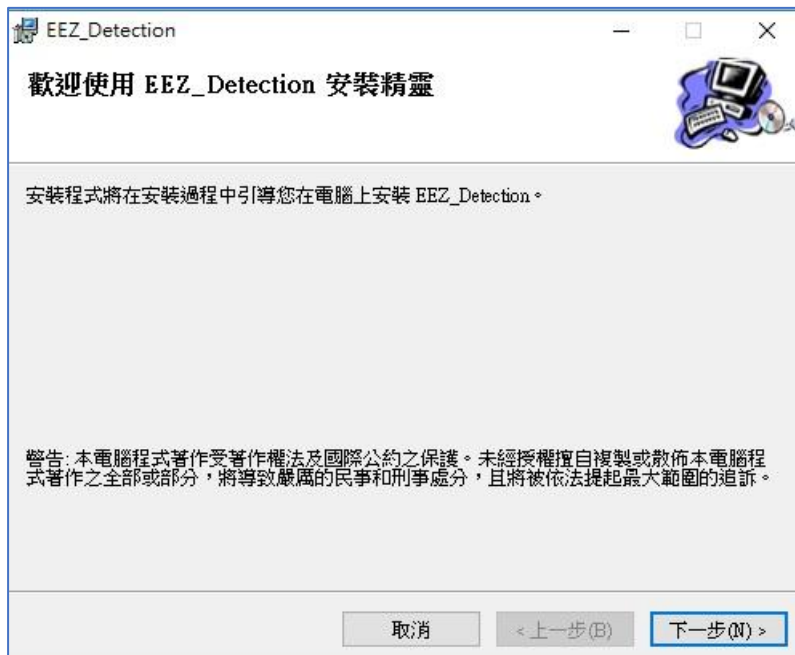 EEZ_Detection
歡迎使用 EEZ_Detection 安裝精靈
安裝程式將在安裝過程中引導您在電腦上安裝 EEZ_Detection。
警告: 本電腦程式著作受著作權法及國際公約之保護。未經授權擅自複製或散佈本電腦程
式著作之全部或部分，將導致嚴厲的民事和刑事處分，且將被依法提起最大範圍的追訴。
取消
<上一步(B)
下一步(N) >